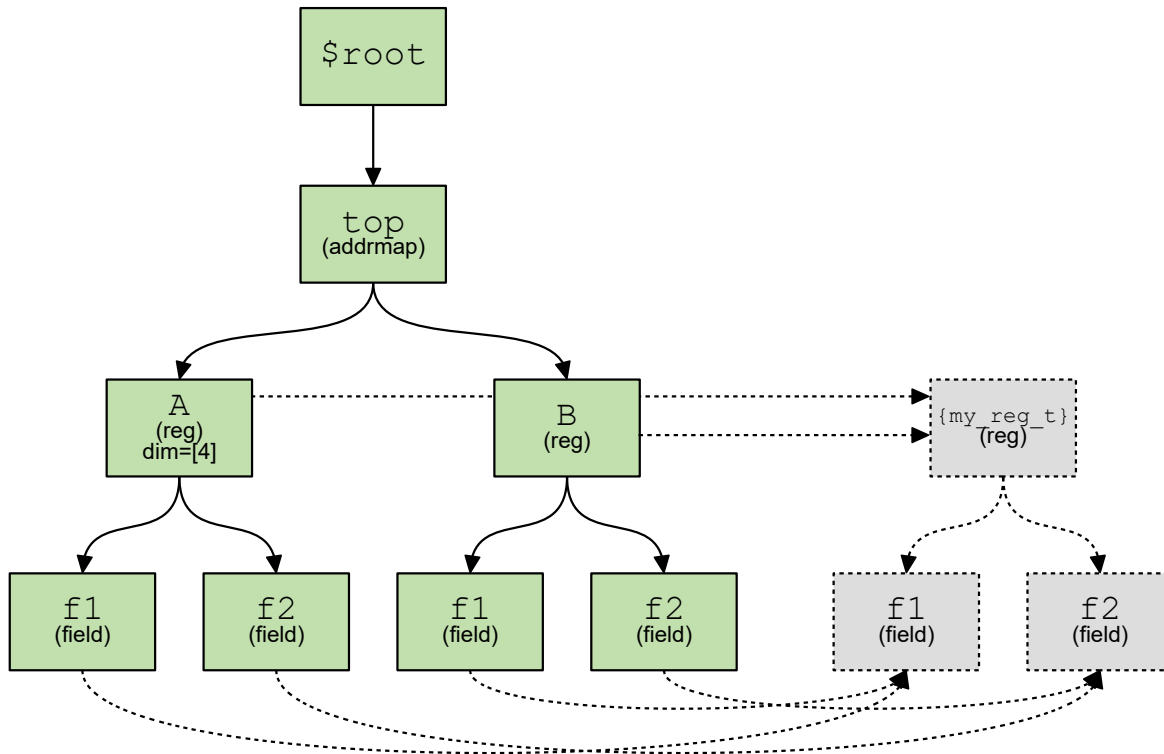 $root
top
(addrmap)
A
(reg)
dim=[4]
B
(reg)
{my_reg_t}
(reg)
f1
(field)
f2
(field)
f1
(field)
f2
(field)
f1
(field)
f2
(field)